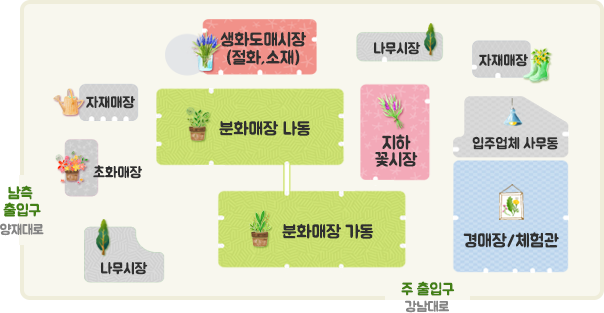 생화도매시장
(절화,소재)
나무시장
자재매장
자재매장
분화매장 나동
지하
꽃시장
입주업체 사무동
초화매장
남측
출입구
양재대로
분화매장 가동
경매장/체험관
나무시장
주 출입구
강남대로